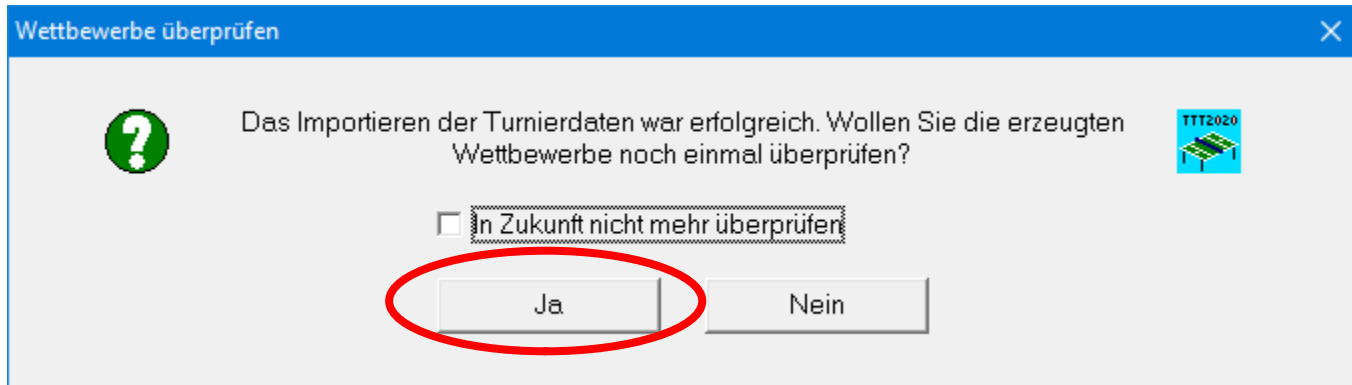 Wettbewerbe überprüfen
Das Importieren der Turnierdaten war erfolgreich. Wollen Sie die erzeugten
TTT2020
Wettbewerbe noch einmal überprüfen?
In Zukunft nicht mehr überprüfen
Ja
Nein